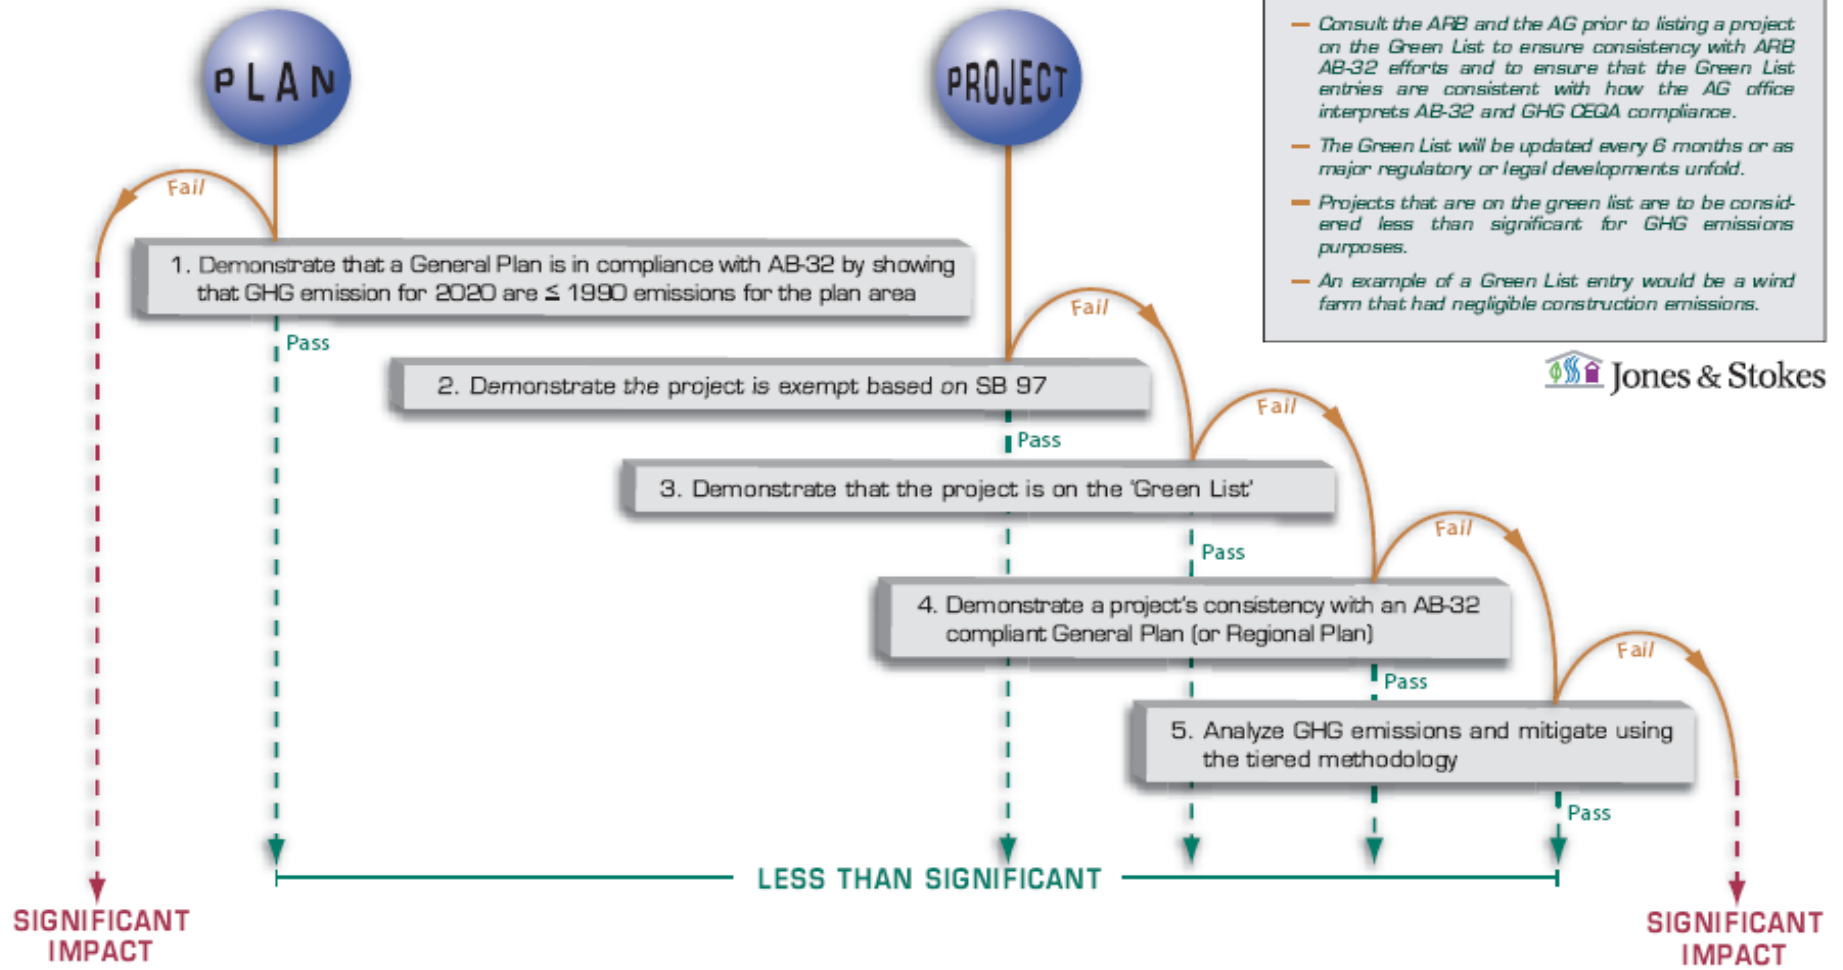 PLAN
PROJECT
— Consult the ARB and the AG prior to listing a project
on the Green List to ensure consistency with ARB
AB-32 efforts and to ensure that the Green List
entries are consistent with how the AG office
interprets AB-32 and GHG CEQA compliance.
— The Green List will be updated every 6 months or as
major regulatory or legal developments unfold.
— Projects that are on the green list are to be consid-
ered less than significant for GHG emissions
purposes.
— An example of a Green List entry would be a wind
farm that had negligible construction emissions.
Jones & Stokes
Fail
1. Demonstrate that a General Plan is in compliance with AB-32 by showing
that GHG emission for 2020 are ≤ 1990 emissions for the plan area
Pass
Fail
2. Demonstrate the project is exempt based on SB 97
Pass
Fail
3. Demonstrate that the project is on the 'Green List'
Pass
Fail
4. Demonstrate a project's consistency with an AB-32
compliant General Plan (or Regional Plan)
Pass
Fail
5. Analyze GHG emissions and mitigate using
the tiered methodology
Pass
LESS THAN SIGNIFICANT
SIGNIFICANT
IMPACT
SIGNIFICANT
IMPACT